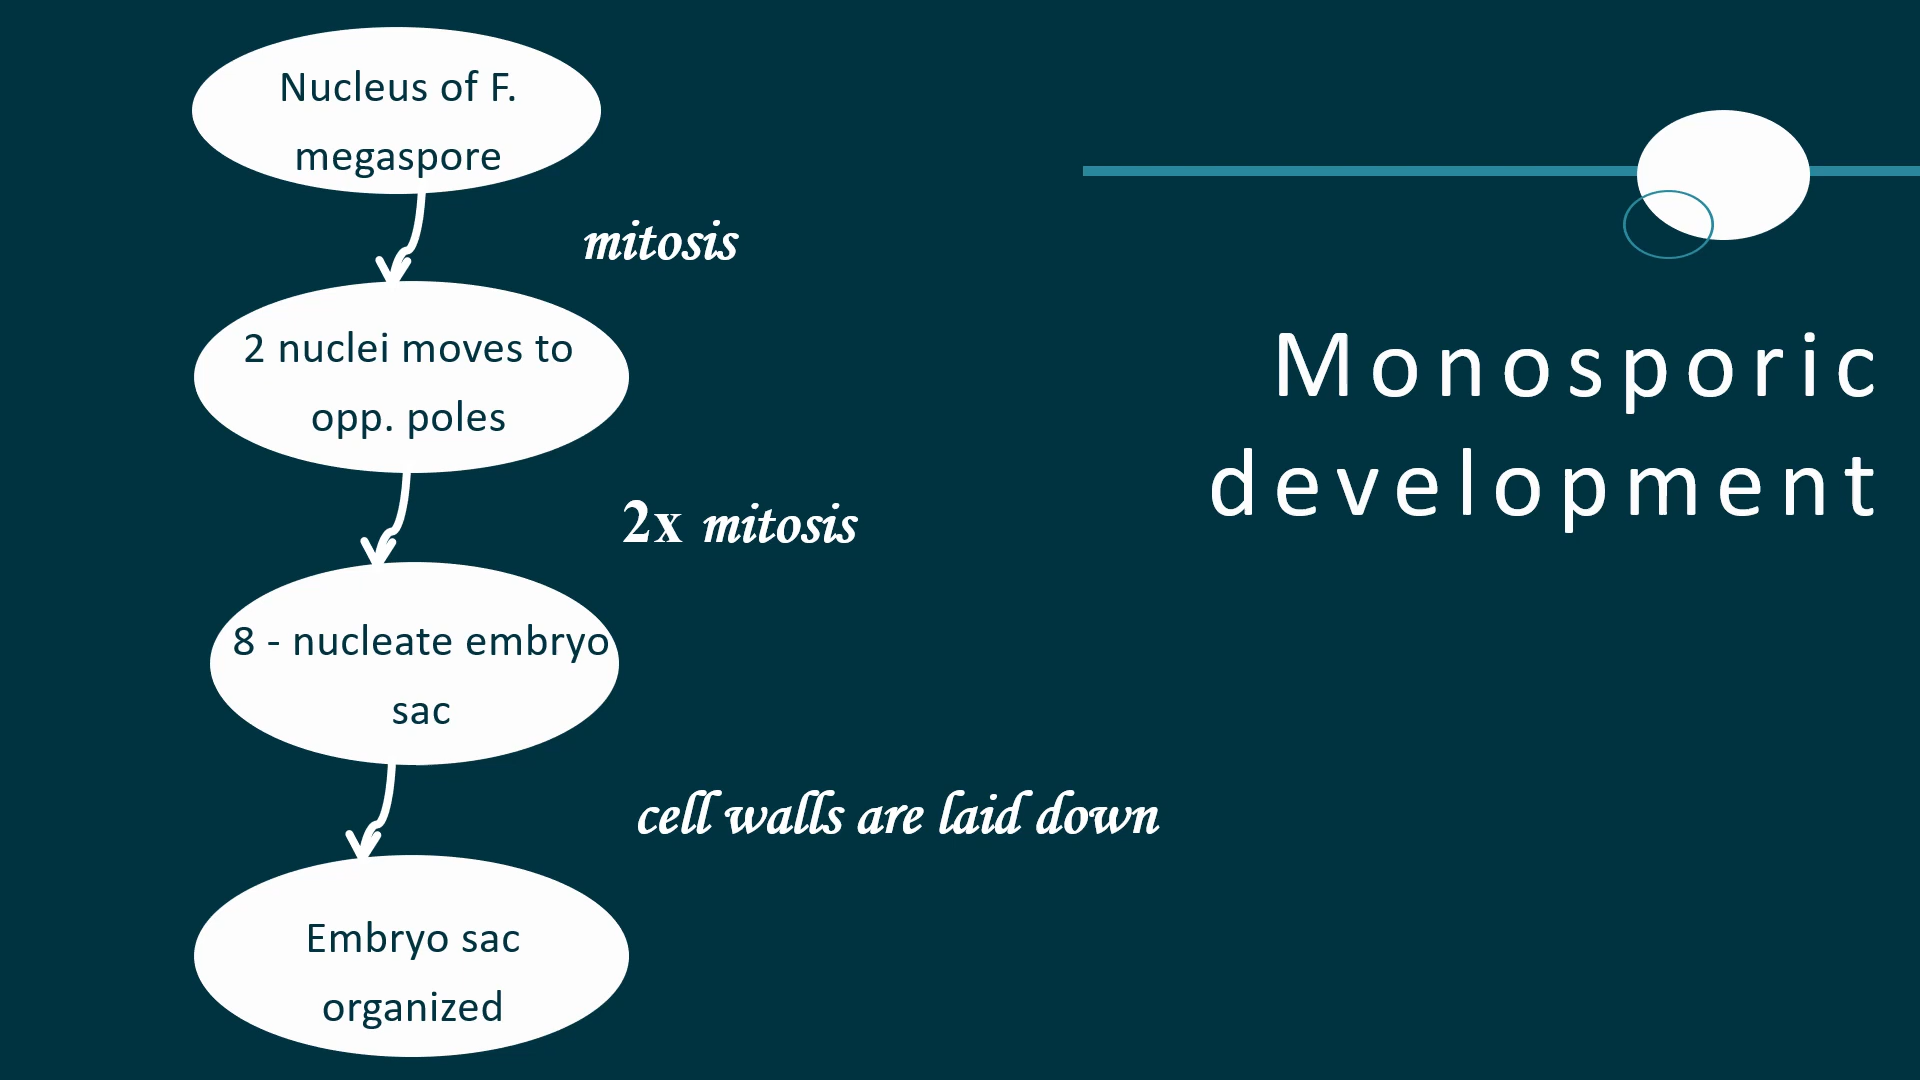 Nucleus of F.
megaspore
mitosis
2 nuclei moves to
opp. poles
2x mitosis
8 - nucleate embryo
sac
cell walls are laid down
Embryo sac
organized
Monosporic
development